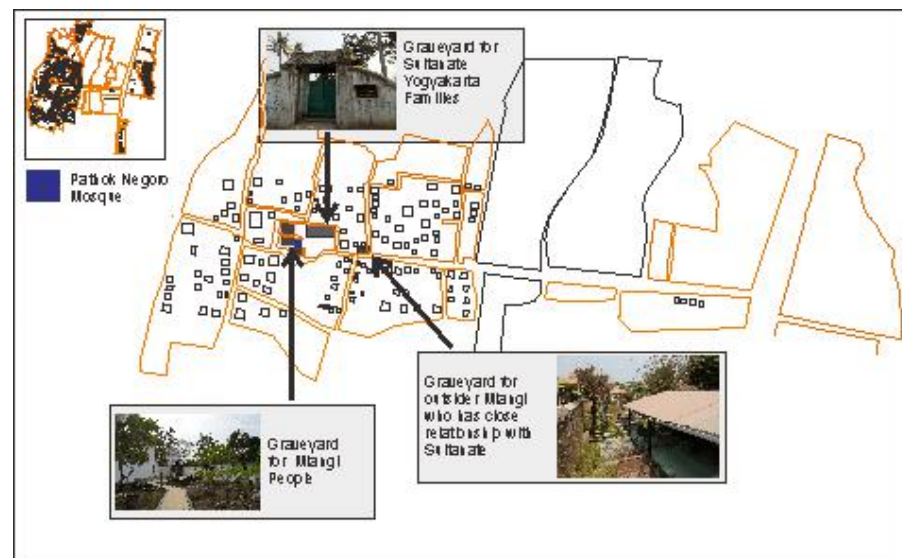 Graveyard for
Sultanate
Yogyakarta
Families
Pathok Negoro
Mosque
Graveyard
for Mlangi
People
Graveyard for
outsider Mlangi
who has close
relationship with
Sultanate